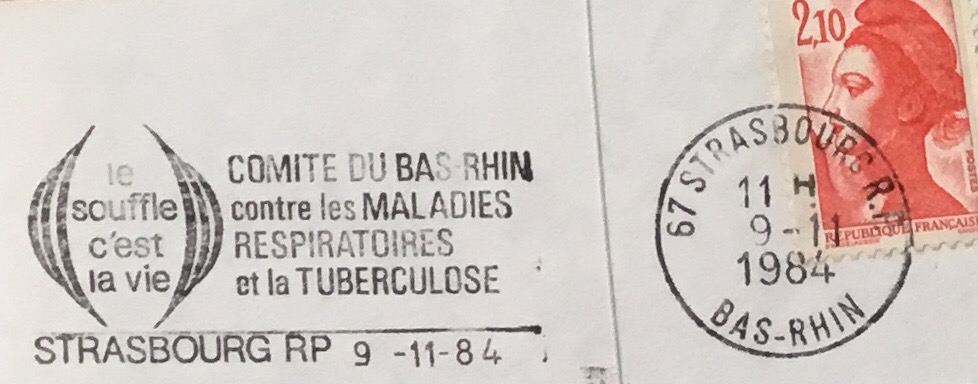 le
souffle
c'est
la vie
COMITE DU BAS-RHIN
contre les MALADIES
RESPIRATOIRES
et la TUBERCULOSE
STRASBOURG RP 9 -11-84
67 STRASBOURG R.P
11 H
9-11
1984
BAS-RHIN
2,10
REPUBLIQUE FRANÇAISE
POSTES